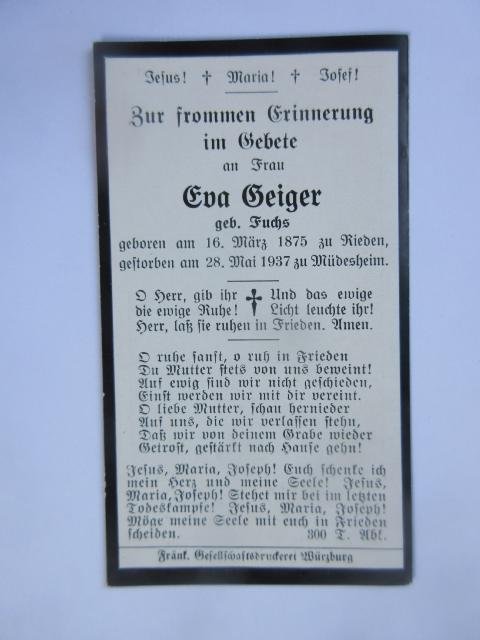 Jesus! † Maria! † Josef!
Zur frommen Erinnerung
im Gebete
an Frau
Eva Geiger
geb. Fuchs
geboren am 16. März 1875 zu Rieden,
gestorben am 28. Mai 1937 zu Müdesheim.
O Herr, gib ihr † Und das ewige
die ewige Ruhe! Licht leuchte ihr!
Herr, laß sie ruhen in Frieden. Amen.
O ruhe sanft, o ruh in Frieden
Du Mutter stets von uns beweint!
Auf ewig sind wir nicht geschieden,
Einst werden wir mit dir vereint.
O liebe Mutter, schau hernieder
Auf uns, die wir verlassen stehn,
Daß wir von deinem Grabe wieder
Getrost, gestärkt nach Hause gehn!
Jesus, Maria, Joseph! Euch schenke ich
mein Herz und meine Seele! Jesus,
Maria, Joseph! Stehet mir bei im letzten
Todeskampfe! Jesus, Maria, Joseph!
Möge meine Seele mit euch in Frieden
scheiden. 300 T. Abl.
Fränk. Gesellschaftsdruckerei Würzburg